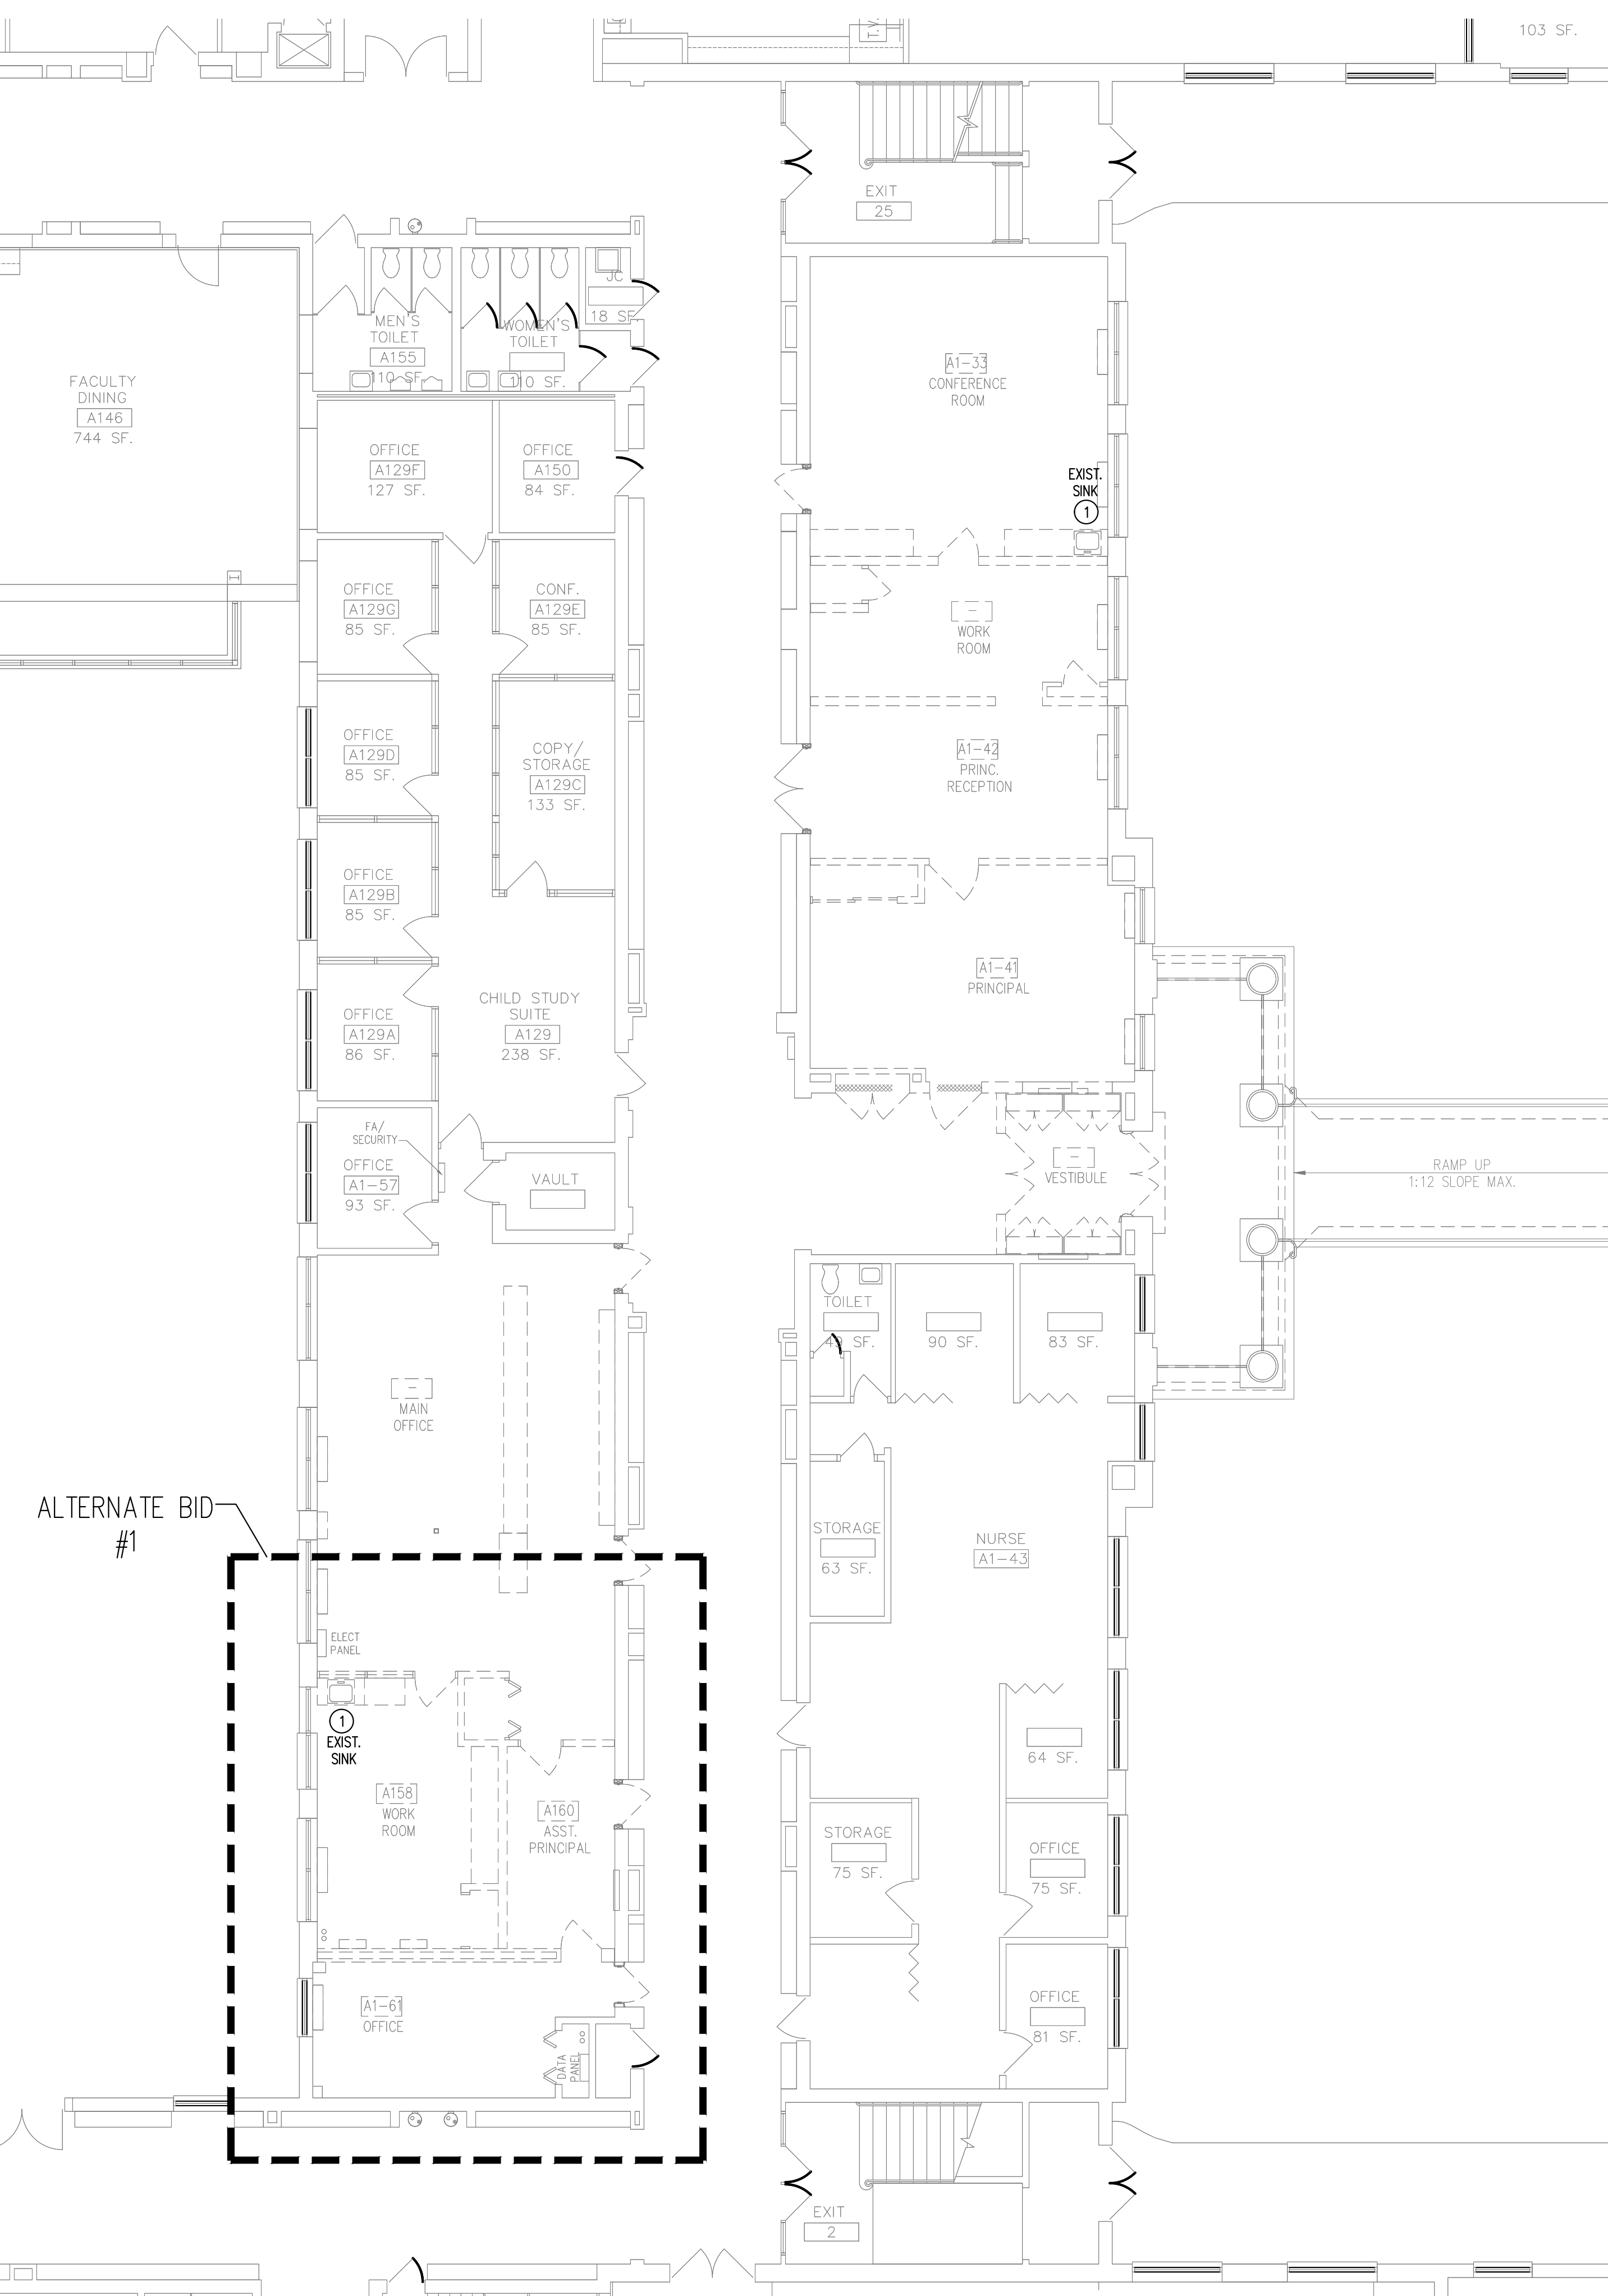 103 SF.
EXIT
25
JC
18 SF.
MEN'S
TOILET
A155
110 SF.
WOMEN'S
TOILET
110 SF.
FACULTY
DINING
A146
744 SF.
A1-33
CONFERENCE
ROOM
OFFICE
A129F
127 SF.
OFFICE
A150
84 SF.
EXIST.
SINK
1
OFFICE
A129G
85 SF.
CONF.
A129E
85 SF.
-
WORK
ROOM
OFFICE
A129D
85 SF.
COPY/
STORAGE
A129C
133 SF.
A1-42
PRINC.
RECEPTION
OFFICE
A129B
85 SF.
A1-41
PRINCIPAL
OFFICE
A129A
86 SF.
CHILD STUDY
SUITE
A129
238 SF.
FA/
SECURITY
OFFICE
A1-57
93 SF.
VAULT
-
VESTIBULE
RAMP UP
1:12 SLOPE MAX.
TOILET
49 SF.
90 SF.
83 SF.
-
MAIN
OFFICE
ALTERNATE BID
#1
STORAGE
63 SF.
NURSE
A1-43
ELECT
PANEL
1
EXIST.
SINK
64 SF.
A158
WORK
ROOM
A160
ASST.
PRINCIPAL
STORAGE
75 SF.
OFFICE
75 SF.
A1-61
OFFICE
DATA
PANEL
OFFICE
81 SF.
EXIT
2